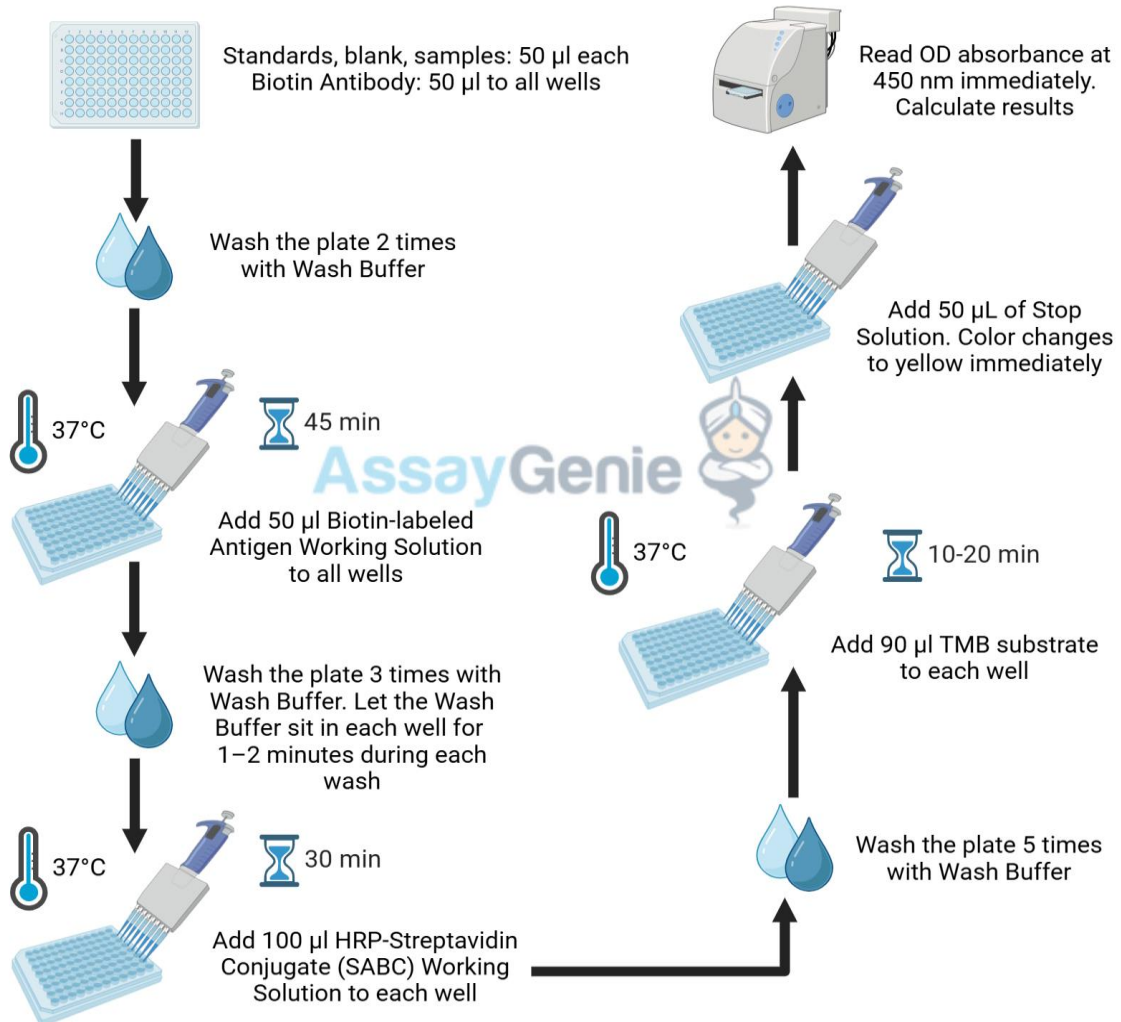 Standards, blank, samples: 50 µl each
Biotin Antibody: 50 µl to all wells
Wash the plate 2 times
with Wash Buffer
37°C
45 min
Add 50 µl Biotin-labeled
Antigen Working Solution
to all wells
Wash the plate 3 times with
Wash Buffer. Let the Wash
Buffer sit in each well for
1–2 minutes during each
wash
37°C
30 min
Add 100 µl HRP-Streptavidin
Conjugate (SABC) Working
Solution to each well
Wash the plate 5 times
with Wash Buffer
37°C
10-20 min
Add 90 µl TMB substrate
to each well
Add 50 µL of Stop
Solution. Color changes
to yellow immediately
Read OD absorbance at
450 nm immediately.
Calculate results
AssayGenie